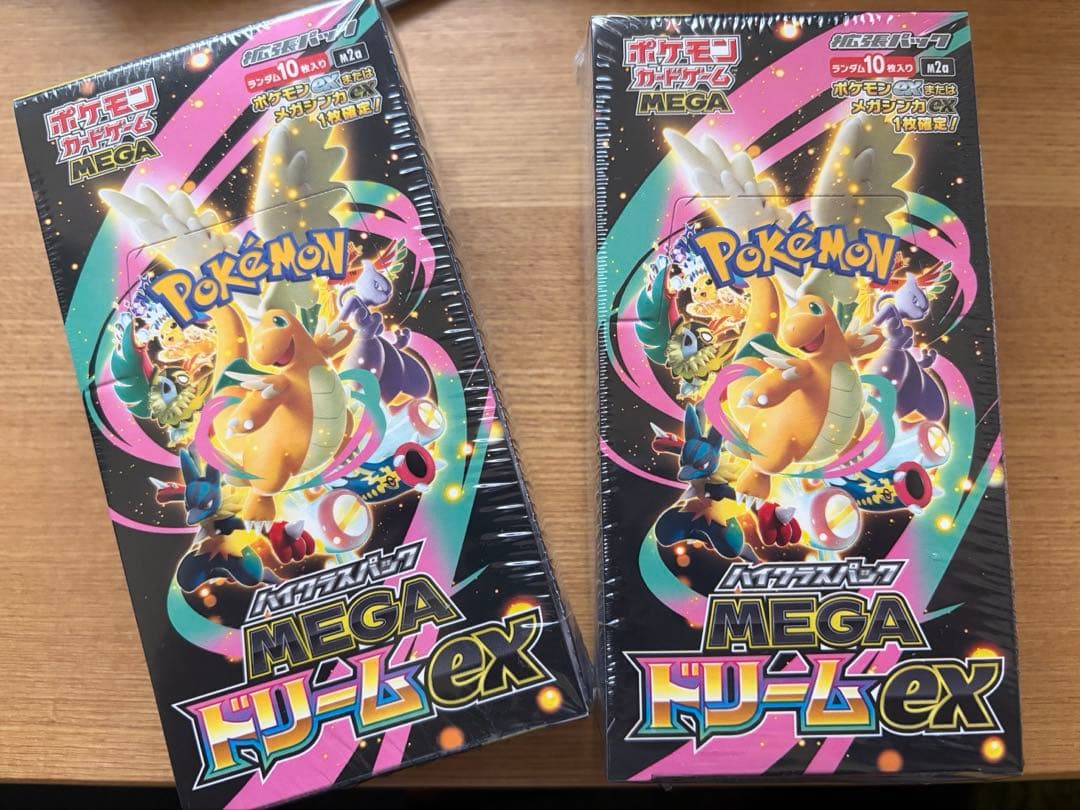 拡張パック
ポケモン
カードゲーム
MEGA
ランダム10枚入り M2a
ポケモンexまたは
メガシンカex
1枚確定!
POKéMON
TM
ハイクラスパック
MEGA
ドリームex
拡張パック
ポケモン
カードゲーム
MEGA
ランダム10枚入り M2a
ポケモンexまたは
メガシンカex
1枚確定!
POKéMON
TM
ハイクラスパック
MEGA
ドリームex